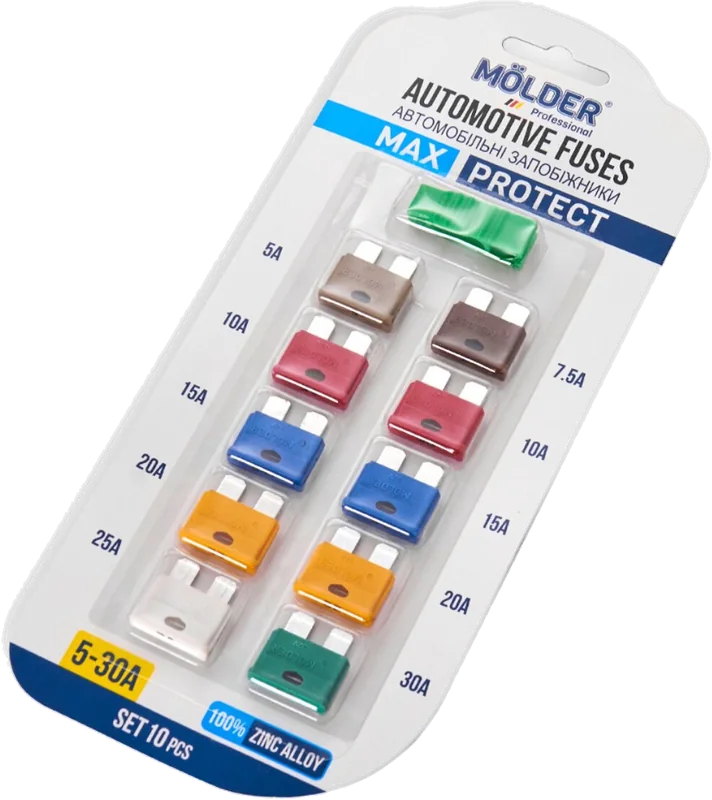 MÖLDER®
Professional
AUTOMOTIVE FUSES
АВТОМОБІЛЬНІ ЗАПОБІЖНИКИ
MAX PROTECT
5A
10A
15A
20A
25A
7.5A
10A
15A
20A
30A
5-30A
SET 10 PCS
100% ZINC ALLOY